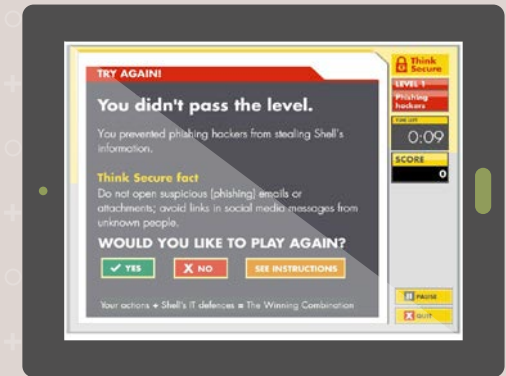 TRY AGAIN!
You didn't pass the level.
You prevented phishing hackers from stealing Shell's
information.
Think Secure fact
Do not open suspicious (phishing) emails or
attachments; avoid links in social media messages from
unknown people.
WOULD YOU LIKE TO PLAY AGAIN?
YES
NO
SEE INSTRUCTIONS
Your actions + Shell's IT defences = The Winning Combination
Think
Secure
LEVEL 1
Phishing
hackers
TIME LEFT
0:09
SCORE
0
PAUSE
QUIT